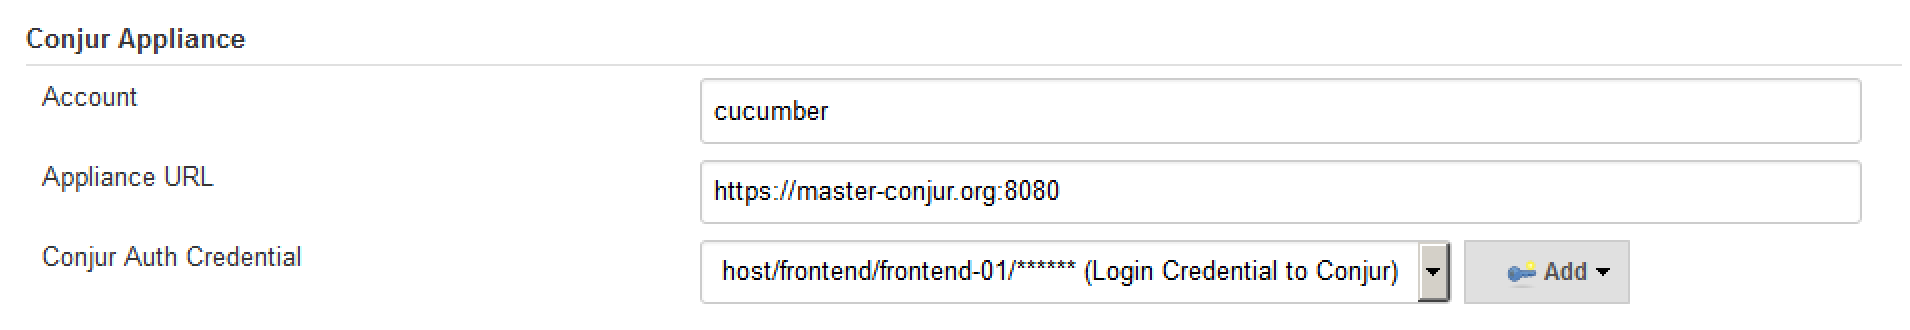 Conjur Appliance
Account
cucumber
Appliance URL
https://master-conjur.org:8080
Conjur Auth Credential
host/frontend/frontend-01/****** (Login Credential to Conjur)
Add